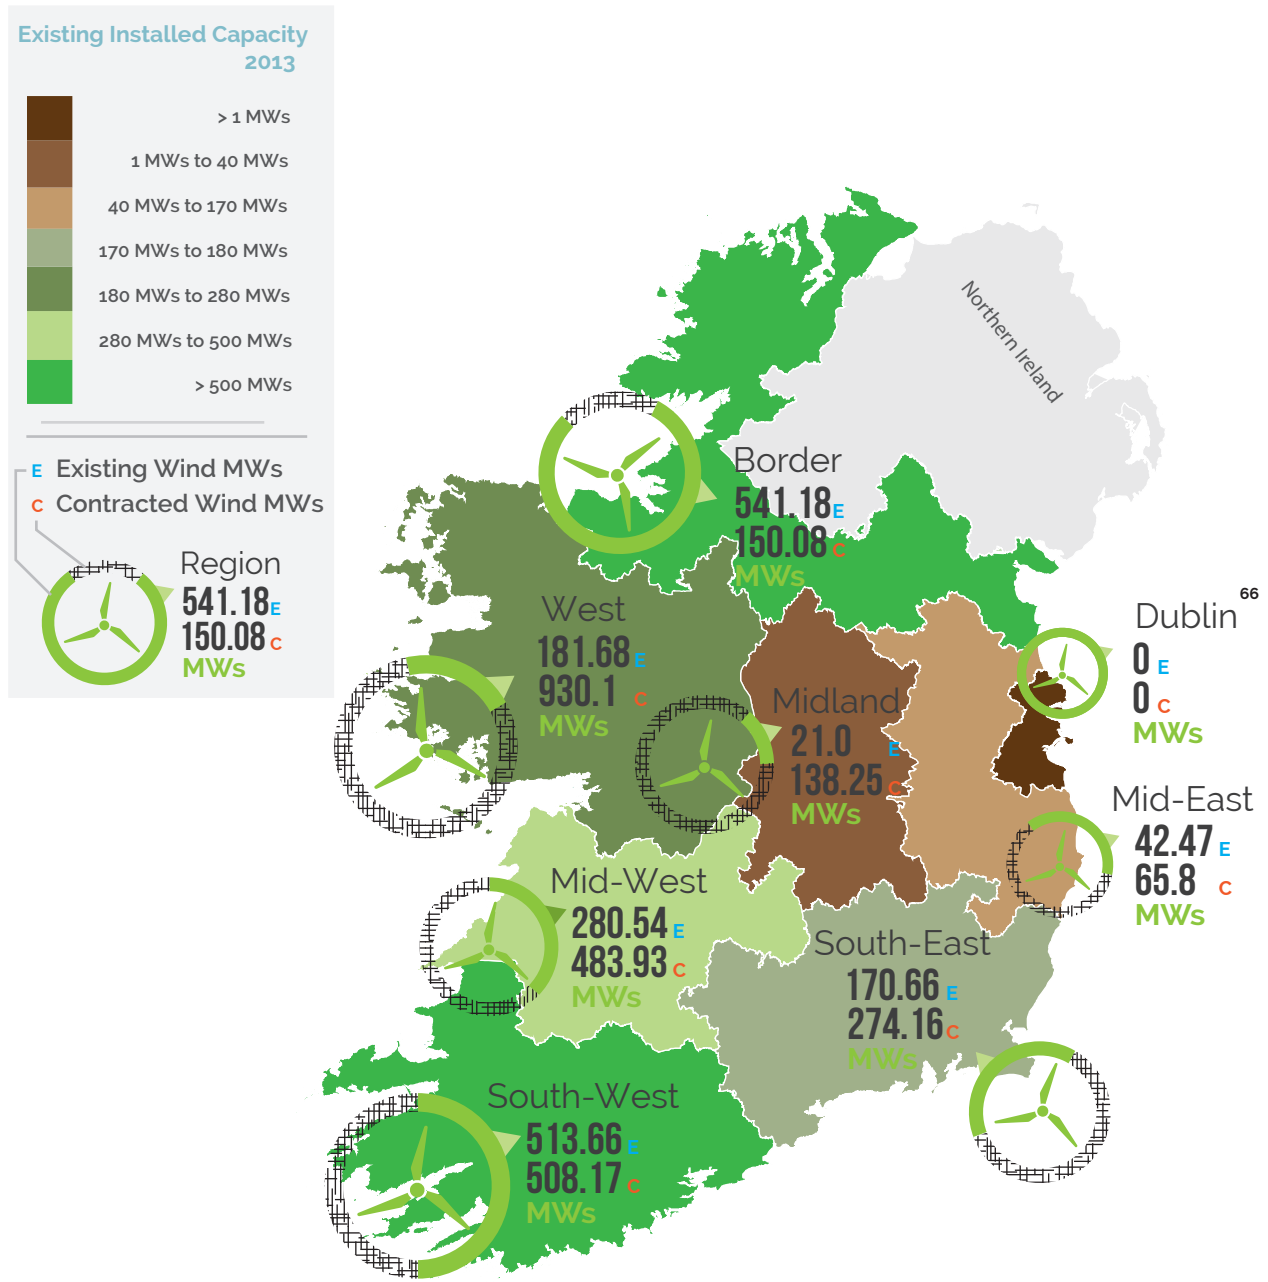 Existing Installed Capacity
2013
> 1 MWs
1 MWs to 40 MWs
40 MWs to 170 MWs
170 MWs to 180 MWs
180 MWs to 280 MWs
280 MWs to 500 MWs
> 500 MWs
E Existing Wind MWs
C Contracted Wind MWs
Region
541.18 E
150.08 C
MWs
Northern Ireland
Border
541.18 E
150.08 C
MWs
West
181.68 E
930.1 C
MWs
Midland
21.0 E
138.25 C
MWs
Dublin 66
0 E
0 C
MWs
Mid-East
42.47 E
65.8 C
MWs
Mid-West
280.54 E
483.93 C
MWs
South-East
170.66 E
274.16 C
MWs
South-West
513.66 E
508.17 C
MWs